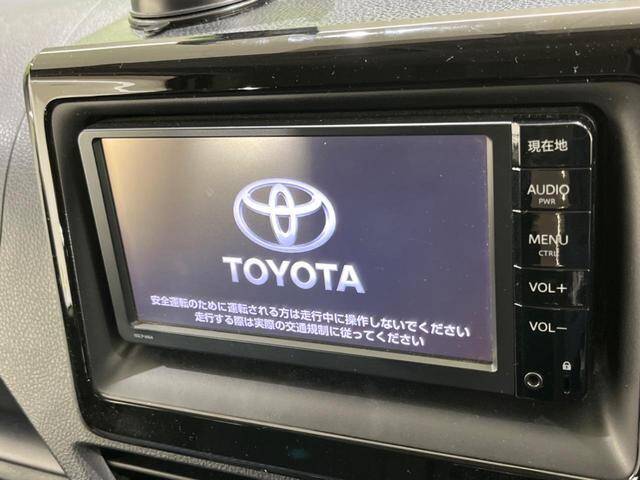 TOYOTA
安全運転のために運転される方は走行中に操作しないでください
走行する際は実際の交通規制に従ってください
現在地
AUDIO
PWR
MENU
CTRL
VOL+
VOL−